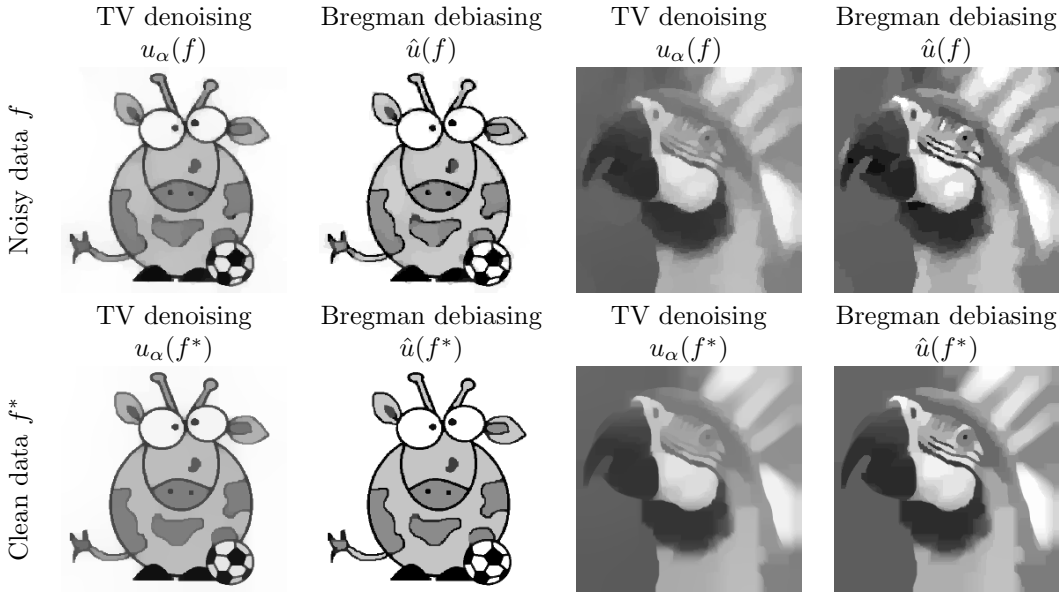 TV denoising
u_α(f)
Bregman debiasing
û(f)
TV denoising
u_α(f)
Bregman debiasing
û(f)
Noisy data f
TV denoising
u_α(f*)
Bregman debiasing
û(f*)
TV denoising
u_α(f*)
Bregman debiasing
û(f*)
Clean data f*